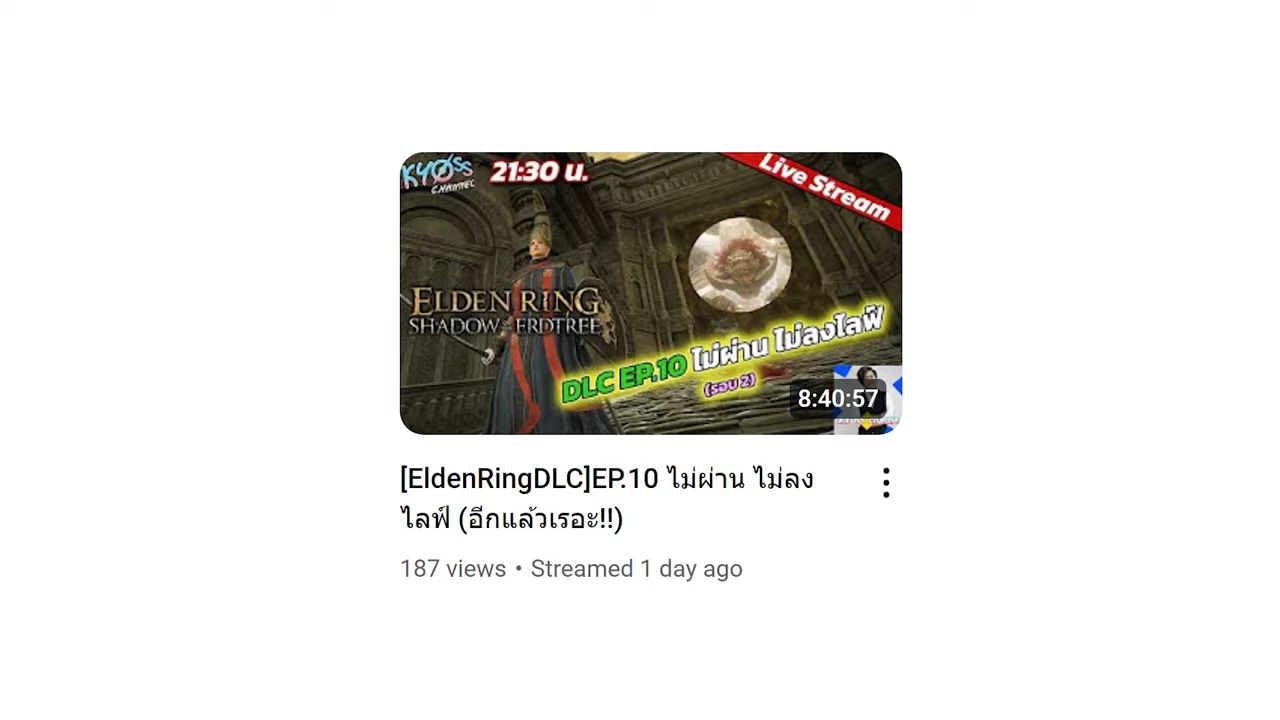 KYØSS
CHANNEL
21:30 น.
Live Stream
ELDEN RING
SHADOW OF THE ERDTREE
DLC EP.10 ไม่ผ่าน ไม่ลงไลฟ์
(รอบ 2)
8:40:57
[EldenRingDLC]EP.10 ไม่ผ่าน ไม่ลง
ไลฟ์ (อีกแล้วเรอะ!!)
187 views • Streamed 1 day ago